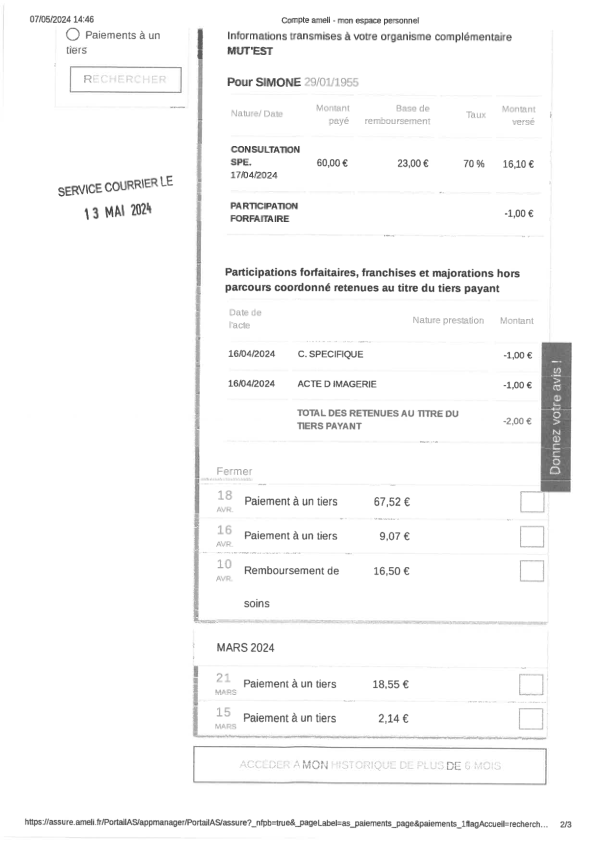 07/05/2024 14:46
Compte ameli - mon espace personnel
Paiements à un
tiers
RECHERCHER
SERVICE COURRIER LE
13 MAI 2024
Informations transmises à votre organisme complémentaire
MUT'EST
Pour SIMONE 29/01/1955
Nature/ Date Montant payé Base de remboursement Taux Montant versé
CONSULTATION
SPE. 60,00 € 23,00 € 70 % 16,10 €
17/04/2024
PARTICIPATION
FORFAITAIRE -1,00 €
Participations forfaitaires, franchises et majorations hors
parcours coordonné retenues au titre du tiers payant
Date de
l'acte Nature prestation Montant
16/04/2024 C. SPECIFIQUE -1,00 €
16/04/2024 ACTE D IMAGERIE -1,00 €
TOTAL DES RETENUES AU TITRE DU
TIERS PAYANT -2,00 €
Donnez votre avis !
Fermer
18 AVR. Paiement à un tiers 67,52 €
16 AVR. Paiement à un tiers 9,07 €
10 AVR. Remboursement de 16,50 €
soins
MARS 2024
21 MARS Paiement à un tiers 18,55 €
15 MARS Paiement à un tiers 2,14 €
ACCÉDER À MON HISTORIQUE DE PLUS DE 6 MOIS
https://assure.ameli.fr/PortailAS/appmanager/PortailAS/assure?_nfpb=true&_pageLabel=as_paiements_page&paiements_1flagAccueil=recherch... 2/3